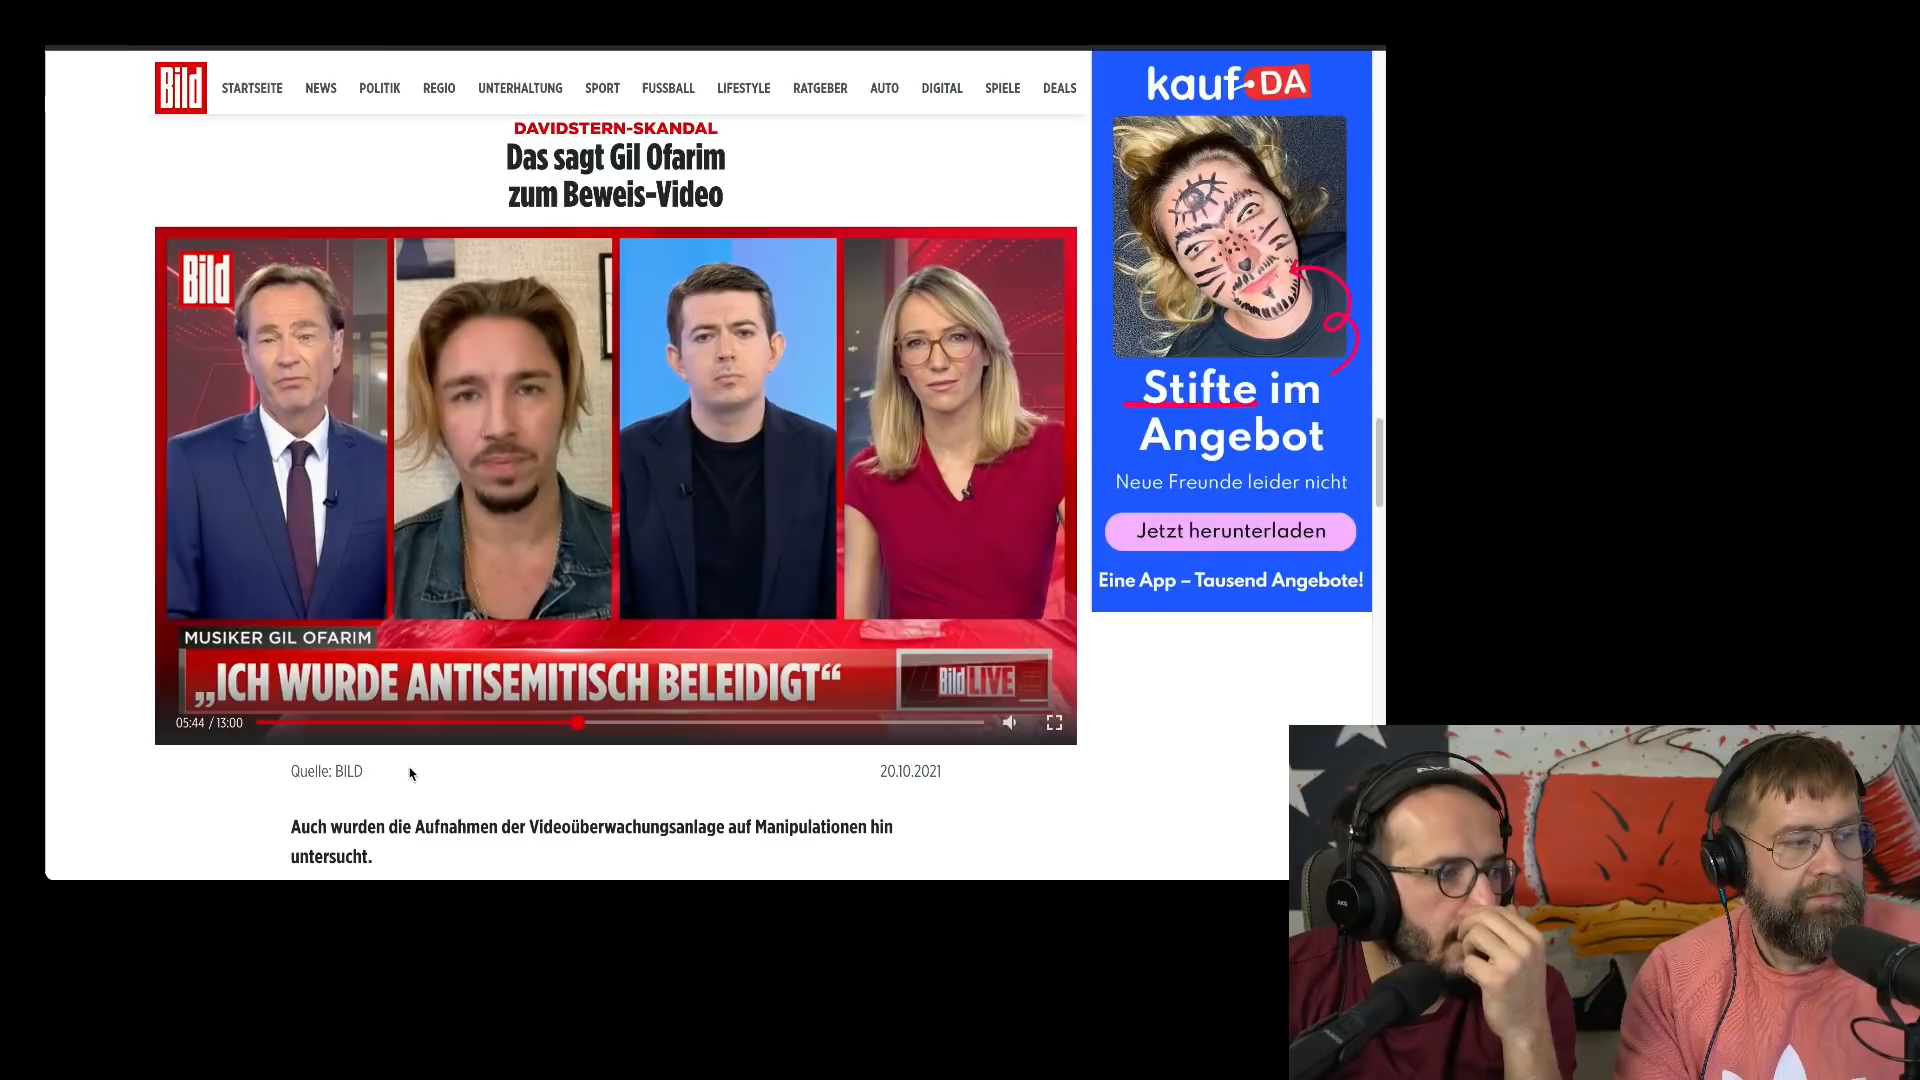 Bild
STARTSEITE NEWS POLITIK REGIO UNTERHALTUNG SPORT FUSSBALL LIFESTYLE RATGEBER AUTO DIGITAL SPIELE DEALS
DAVIDSTERN-SKANDAL
Das sagt Gil Ofarim
zum Beweis-Video
Bild
MUSIKER GIL OFARIM
„ICH WURDE ANTISEMITISCH BELEIDIGT“
Bild LIVE
05:44 / 13:00
Quelle: BILD
20.10.2021
Auch wurden die Aufnahmen der Videoüberwachungsanlage auf Manipulationen hin
untersucht.
kaufDA
Stifte im
Angebot
Neue Freunde leider nicht
Jetzt herunterladen
Eine App – Tausend Angebote!
AKG